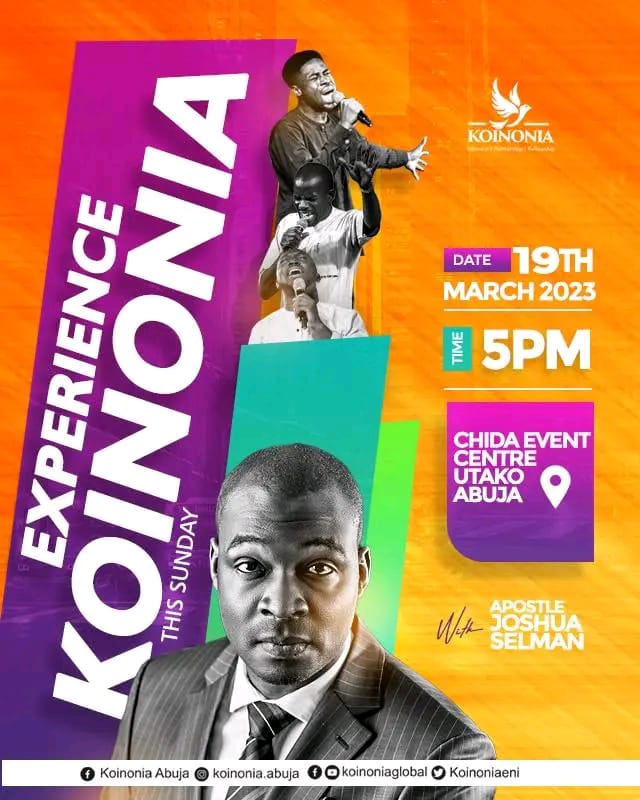 EXPERIENCE
KOINONIA
THIS SUNDAY
KOINONIA
DATE 19TH
MARCH 2023
TIME 5PM
CHIDA EVENT
CENTRE
UTAKO
ABUJA
With APOSTLE
JOSHUA
SELMAN
Koinonia Abuja koinonia.abuja koinoniaglobal Koinoniaeni